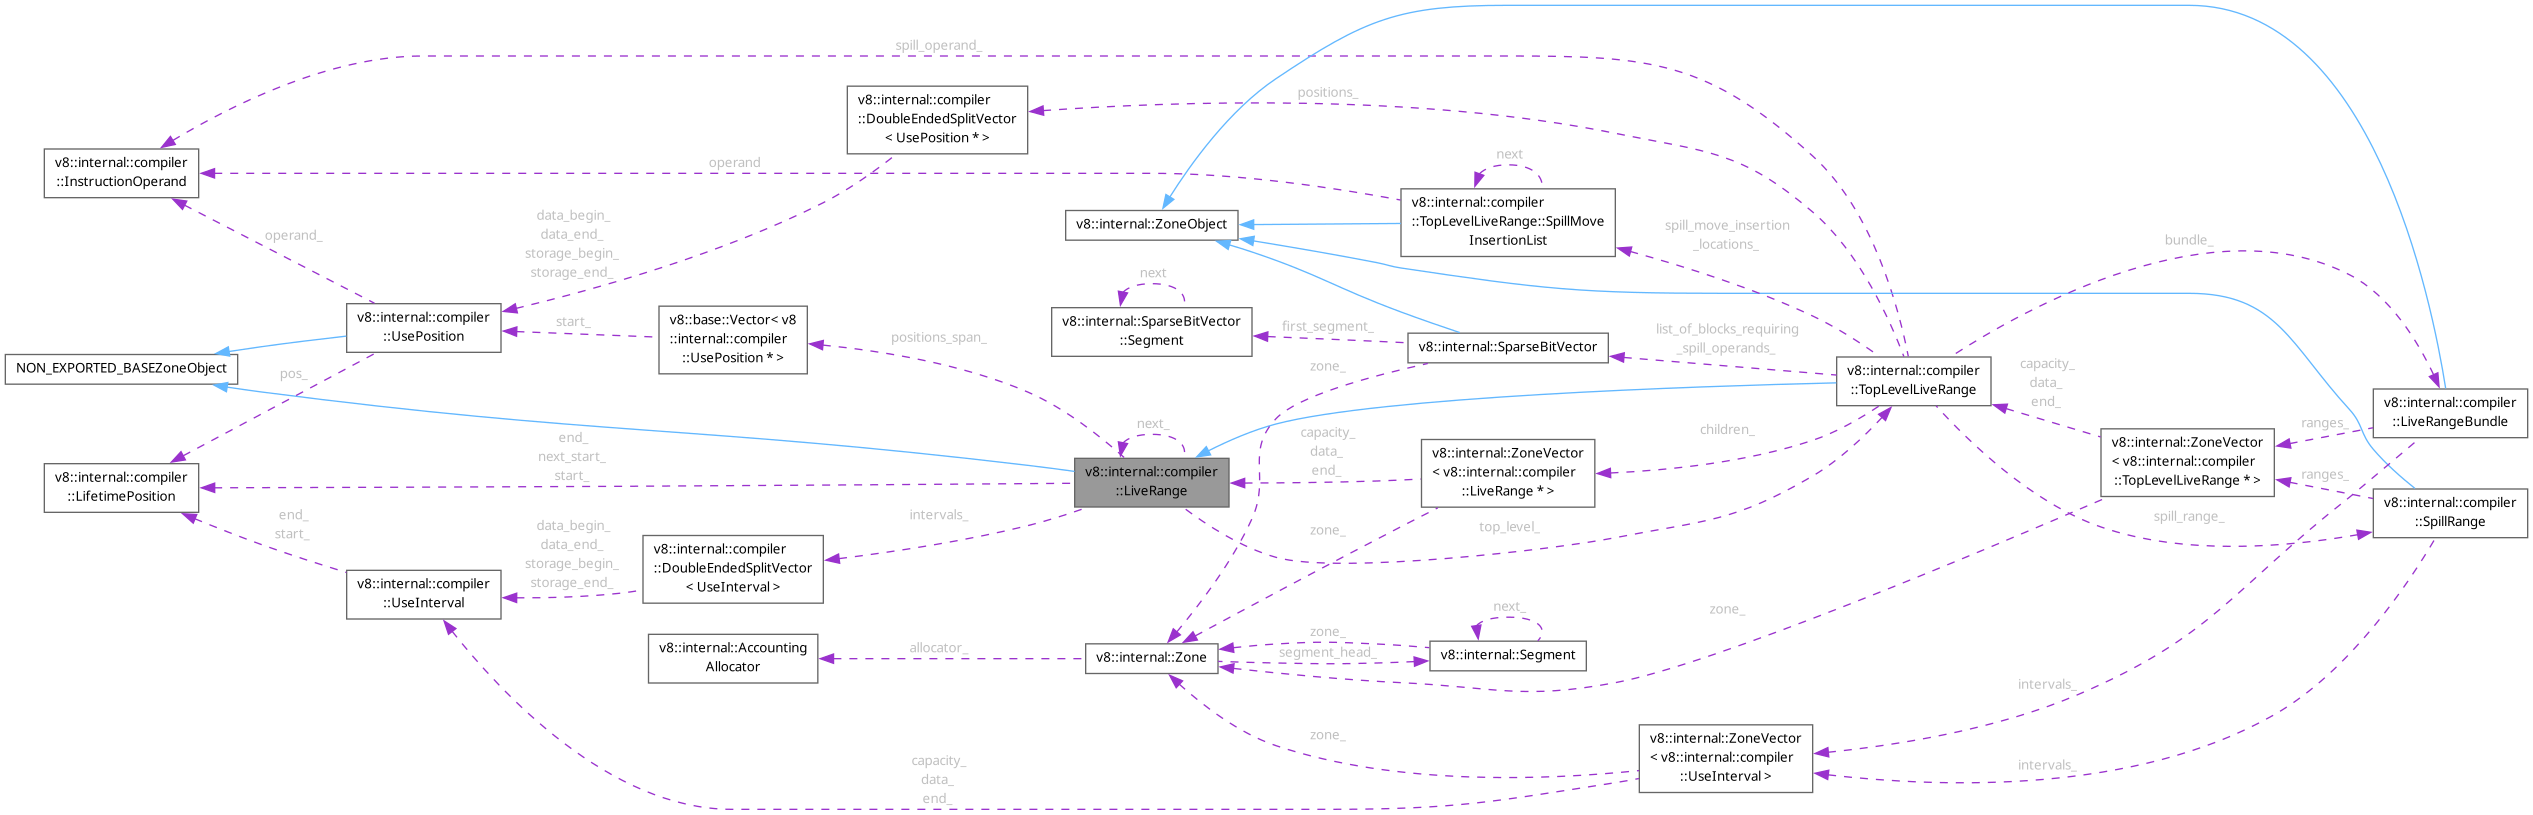 spill_operand_
v8::internal::compiler
::DoubleEndedSplitVector
< UsePosition * >
positions_
v8::internal::compiler
::InstructionOperand
operand
next
v8::internal::compiler
::TopLevelLiveRange::SpillMove
InsertionList
v8::internal::ZoneObject
data_begin_
data_end_
storage_begin_
storage_end_
operand_
spill_move_insertion
_locations_
bundle_
next
v8::internal::SparseBitVector
::Segment
first_segment_
v8::internal::SparseBitVector
list_of_blocks_requiring
_spill_operands_
v8::internal::compiler
::UsePosition
start_
v8::base::Vector< v8
::internal::compiler
::UsePosition * >
positions_span_
zone_
NON_EXPORTED_BASEZoneObject
pos_
v8::internal::compiler
::TopLevelLiveRange
capacity_
data_
end_
v8::internal::compiler
::LiveRangeBundle
ranges_
next_
end_
next_start_
start_
capacity_
data_
end_
children_
v8::internal::ZoneVector
< v8::internal::compiler
::LiveRange * >
v8::internal::ZoneVector
< v8::internal::compiler
::TopLevelLiveRange * >
ranges_
v8::internal::compiler
::LifetimePosition
v8::internal::compiler
::LiveRange
v8::internal::compiler
::SpillRange
end_
start_
data_begin_
data_end_
storage_begin_
storage_end_
intervals_
zone_
top_level_
spill_range_
v8::internal::compiler
::DoubleEndedSplitVector
< UseInterval >
v8::internal::compiler
::UseInterval
next_
zone_
zone_
v8::internal::Accounting
Allocator
allocator_
v8::internal::Zone
segment_head_
v8::internal::Segment
intervals_
zone_
v8::internal::ZoneVector
< v8::internal::compiler
::UseInterval >
intervals_
capacity_
data_
end_